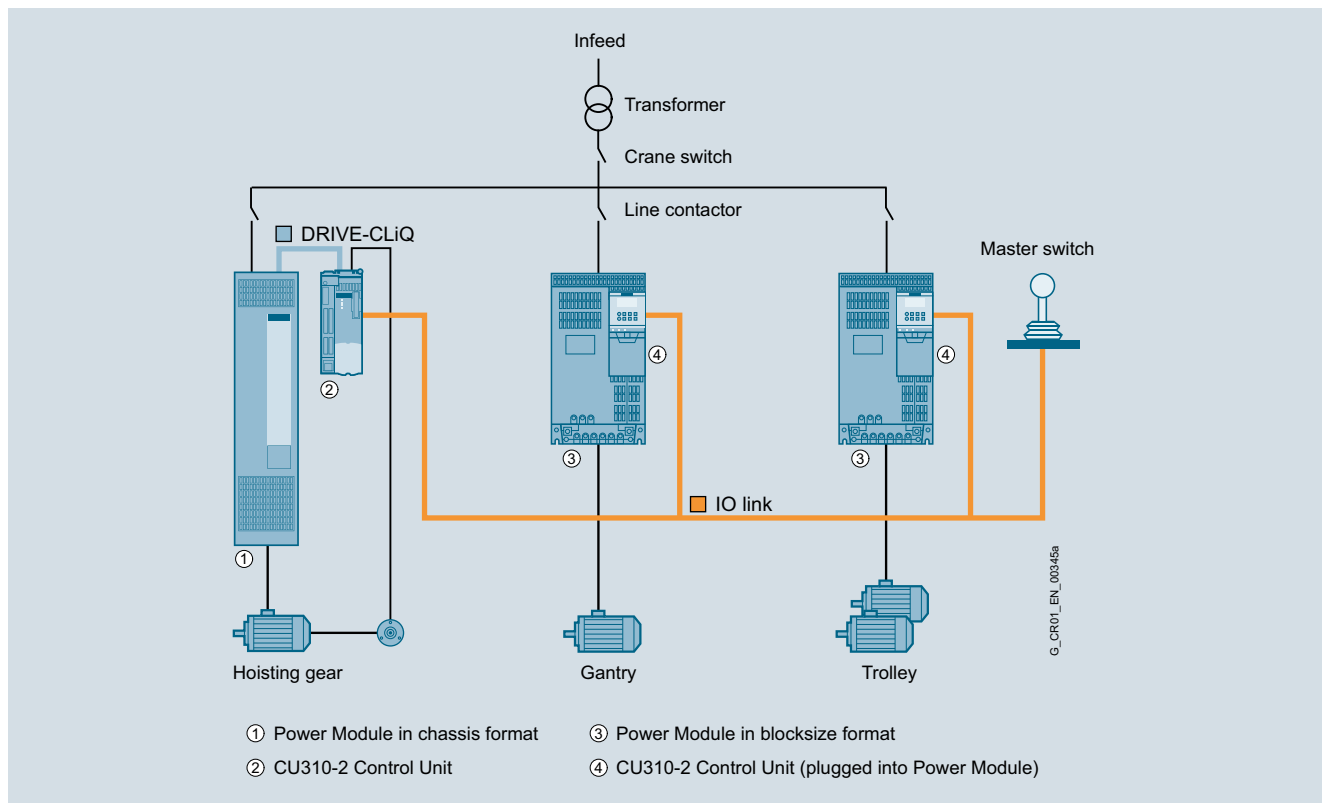 Infeed
Transformer
Crane switch
Line contactor
DRIVE-CLiQ
Master switch
④
④
②
③
③
IO link
①
G_CR01_EN_00345a
Hoisting gear
Gantry
Trolley
① Power Module in chassis format
③ Power Module in blocksize format
② CU310-2 Control Unit
④ CU310-2 Control Unit (plugged into Power Module)